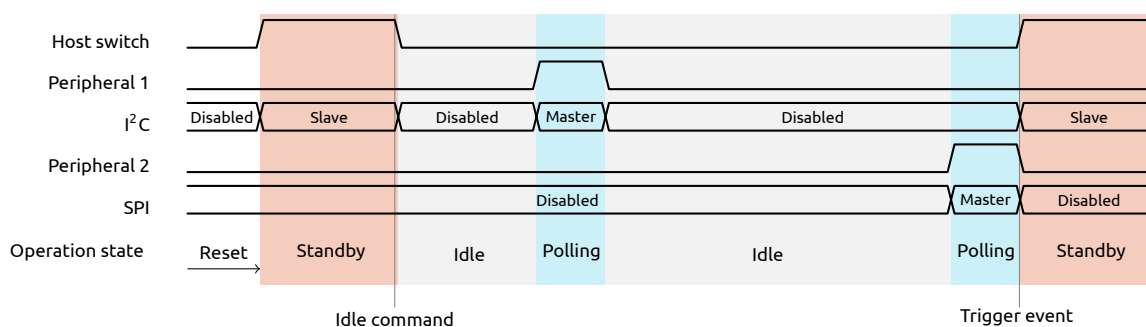 Host switch
Peripheral 1
I²C Disabled Slave Disabled Master Disabled Slave
Peripheral 2
SPI Disabled Master Disabled
Operation state Reset Standby Idle Polling Idle Polling Standby
Idle command Trigger event